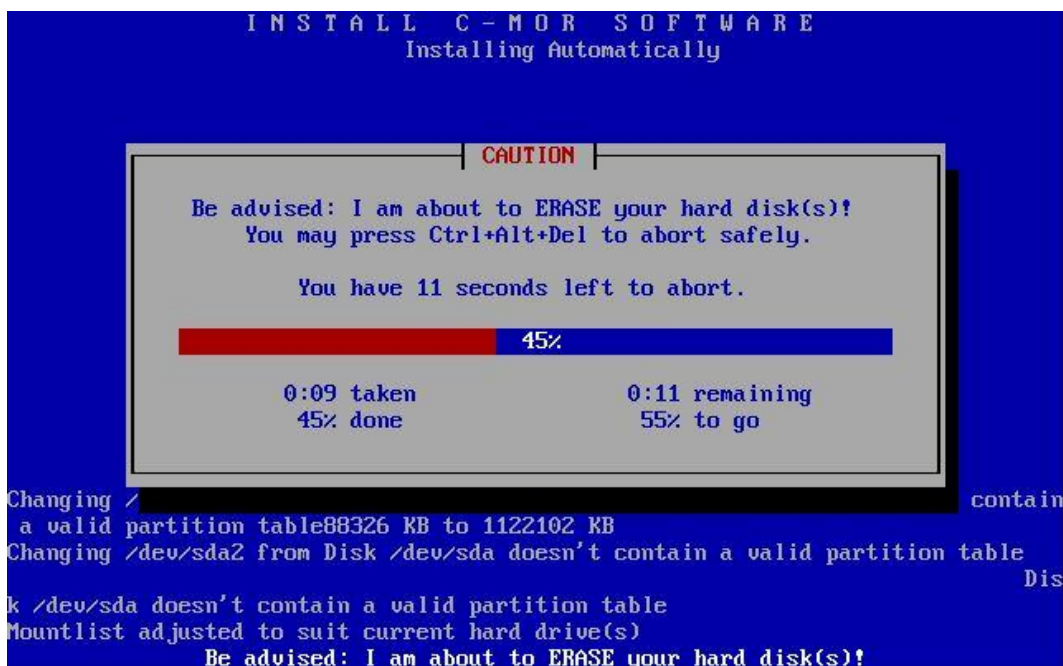 INSTALL C-MOR SOFTWARE
Installing Automatically
CAUTION
Be advised: I am about to ERASE your hard disk(s)!
You may press Ctrl+Alt+Del to abort safely.
You have 11 seconds left to abort.
45%
0:09 taken 0:11 remaining
45% done 55% to go
Changing / contain
a valid partition table88326 KB to 1122102 KB
Changing /dev/sda2 from Disk /dev/sda doesn't contain a valid partition table
Dis
k /dev/sda doesn't contain a valid partition table
Mountlist adjusted to suit current hard drive(s)
Be advised: I am about to ERASE your hard disk(s)!